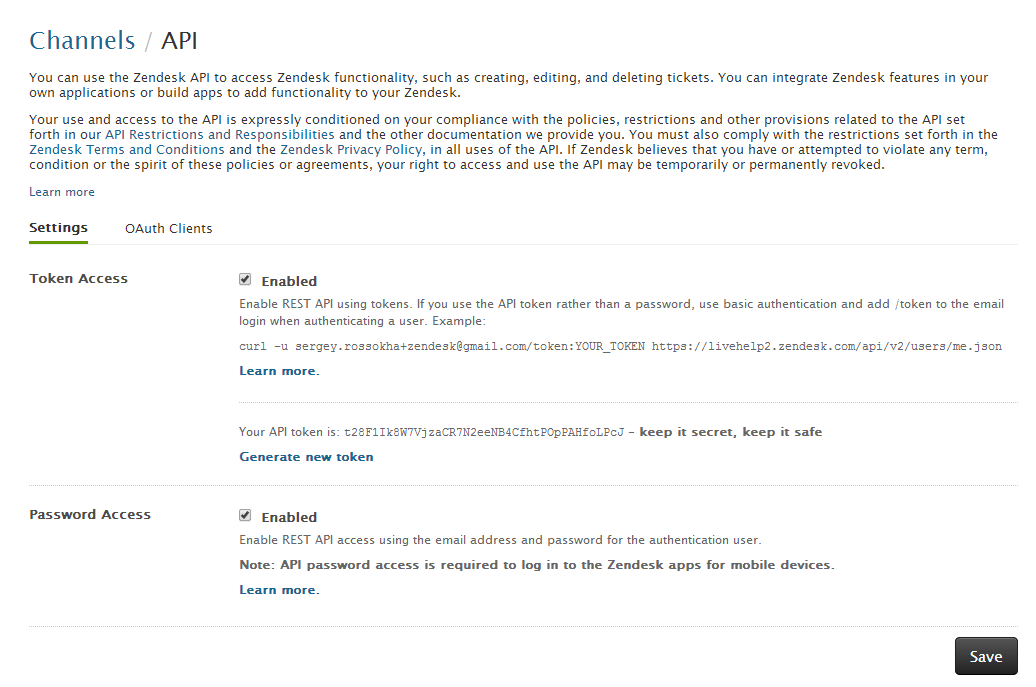 Channels / API
You can use the Zendesk API to access Zendesk functionality, such as creating, editing, and deleting tickets. You can integrate Zendesk features in your
own applications or build apps to add functionality to your Zendesk.
Your use and access to the API is expressly conditioned on your compliance with the policies, restrictions and other provisions related to the API set
forth in our API Restrictions and Responsibilities and the other documentation we provide you. You must also comply with the restrictions set forth in the
Zendesk Terms and Conditions and the Zendesk Privacy Policy, in all uses of the API. If Zendesk believes that you have or attempted to violate any term,
condition or the spirit of these policies or agreements, your right to access and use the API may be temporarily or permanently revoked.
Learn more
Settings OAuth Clients
Token Access Enabled
Enable REST API using tokens. If you use the API token rather than a password, use basic authentication and add /token to the email
login when authenticating a user. Example:
curl -u sergey.rossokha+zendesk@gmail.com/token:YOUR_TOKEN https://livehelp2.zendesk.com/api/v2/users/me.json
Learn more.
Your API token is: t28F1Ik8W7VjzaCR7N2eeNB4CfhtPOpPAHfoLPcJ - keep it secret, keep it safe
Generate new token
Password Access Enabled
Enable REST API access using the email address and password for the authentication user.
Note: API password access is required to log in to the Zendesk apps for mobile devices.
Learn more.
Save